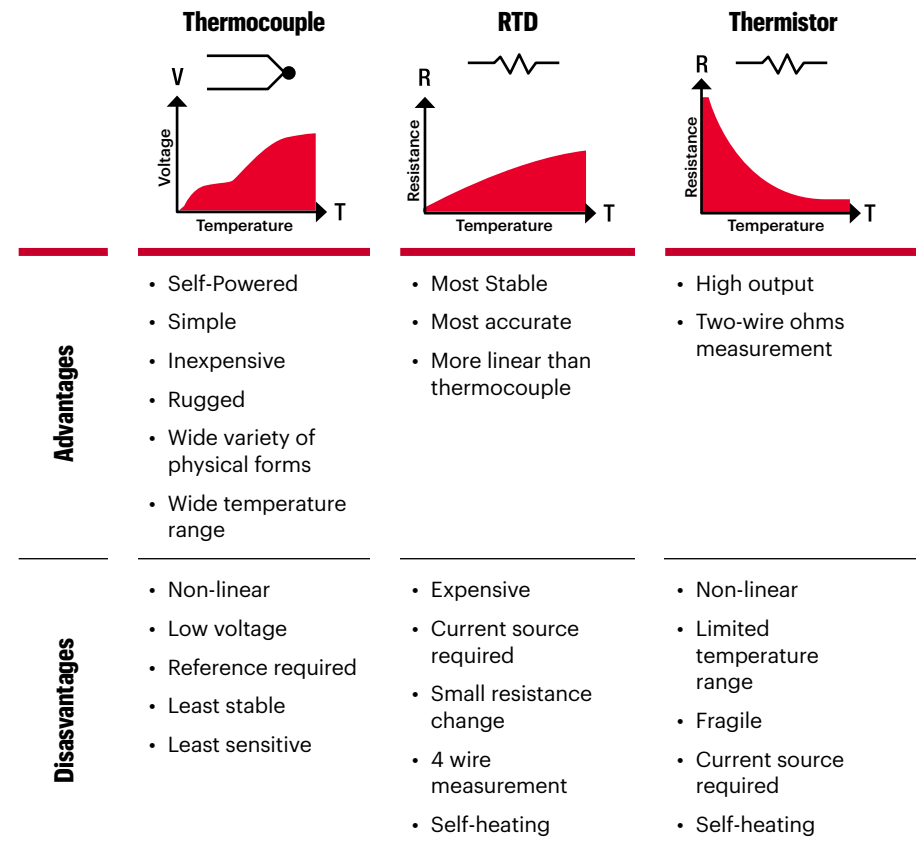 Thermocouple
V
Voltage
Temperature
T
RTD
R
Resistance
Temperature
T
Thermistor
R
Resistance
Temperature
T
Advantages
• Self-Powered
• Simple
• Inexpensive
• Rugged
• Wide variety of
physical forms
• Wide temperature
range
• Most Stable
• Most accurate
• More linear than
thermocouple
• High output
• Two-wire ohms
measurement
Disasvantages
• Non-linear
• Low voltage
• Reference required
• Least stable
• Least sensitive
• Expensive
• Current source
required
• Small resistance
change
• 4 wire
measurement
• Self-heating
• Non-linear
• Limited
temperature
range
• Fragile
• Current source
required
• Self-heating